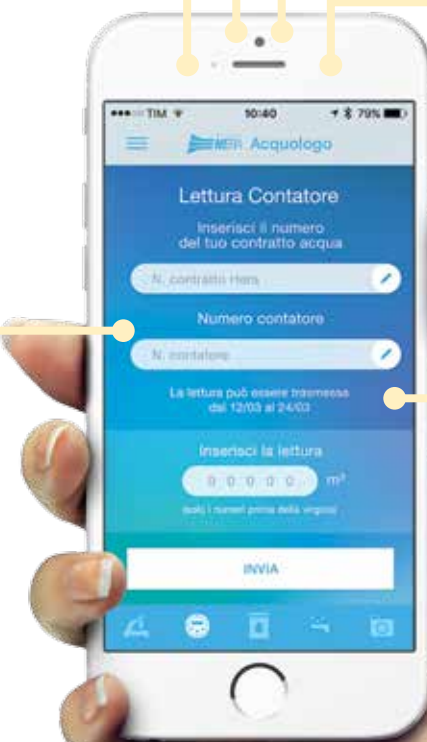 TIM 10:40 79%
HERA Acquologo
Lettura Contatore
Inserisci il numero
del tuo contratto acqua
N. contratto Hera
Numero contatore
N. contatore
La lettura può essere trasmessa
dal 12/03 al 24/03
Inserisci la lettura
0 0 0 0 0 m³
(solo i numeri prima della virgola)
INVIA